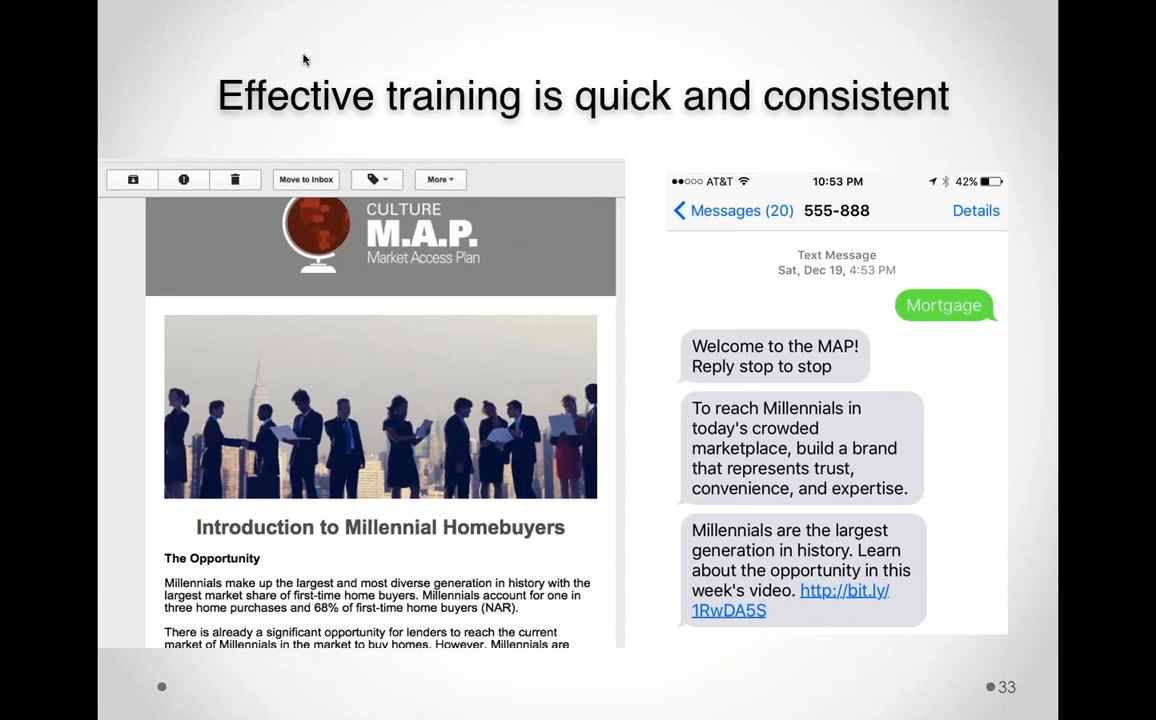 Effective training is quick and consistent
Move to Inbox
More
CULTURE
M.A.P.
Market Access Plan
Introduction to Millennial Homebuyers
The Opportunity
Millennials make up the largest and most diverse generation in history with the
largest market share of first-time home buyers. Millennials account for one in
three home purchases and 68% of first-time home buyers (NAR).
There is already a significant opportunity for lenders to reach the current
market of Millennials in the market to buy homes. However, Millennials are
AT&T
10:53 PM
42%
Messages (20)
555-888
Details
Text Message
Sat, Dec 19, 4:53 PM
Mortgage
Welcome to the MAP!
Reply stop to stop
To reach Millennials in
today's crowded
marketplace, build a brand
that represents trust,
convenience, and expertise.
Millennials are the largest
generation in history. Learn
about the opportunity in this
week's video. http://bit.ly/
1RwDA5S
33